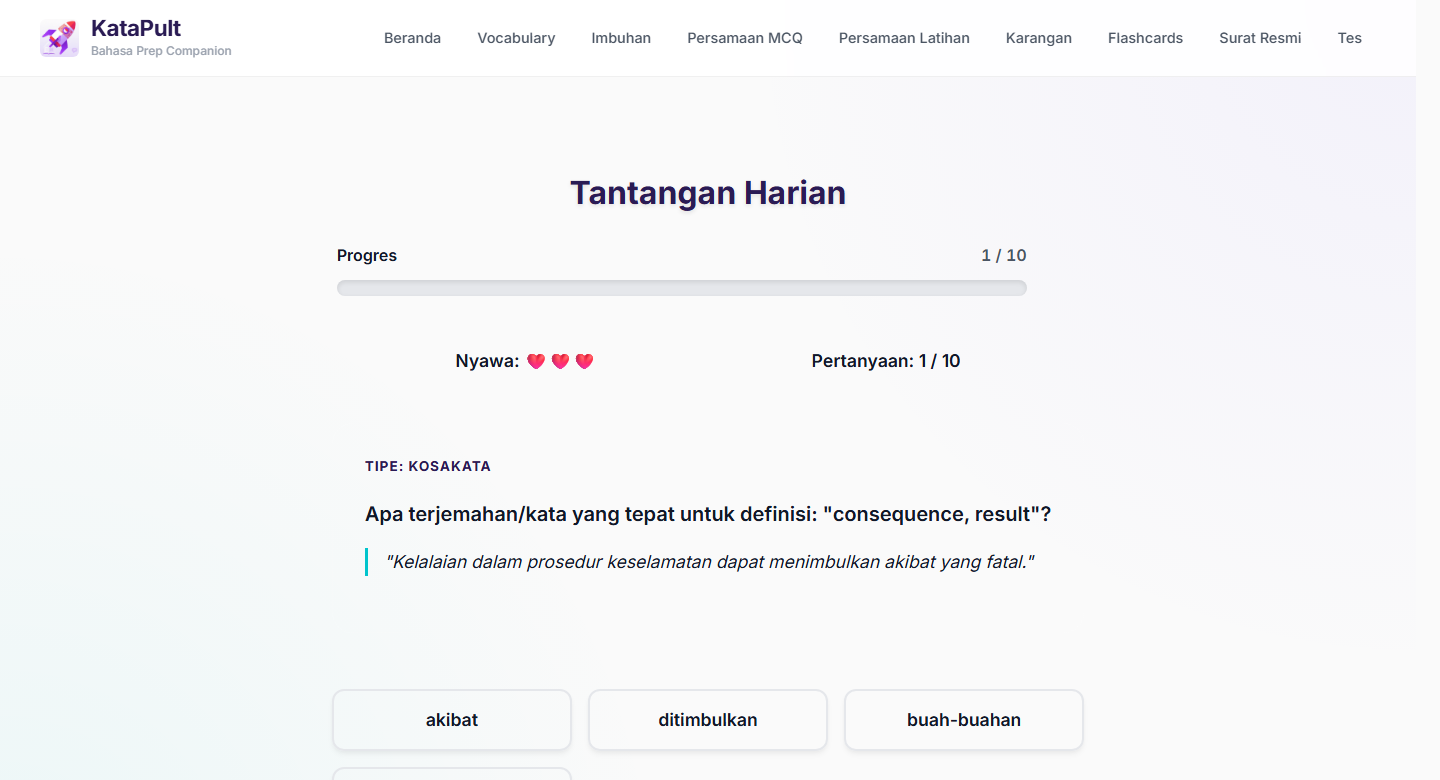 KataPult
Bahasa Prep Companion
Beranda Vocabulary Imbuhan Persamaan MCQ Persamaan Latihan Karangan Flashcards Surat Resmi Tes
Tantangan Harian
Progres 1 / 10
Nyawa: Pertanyaan: 1 / 10
TIPE: KOSAKATA
Apa terjemahan/kata yang tepat untuk definisi: "consequence, result"?
"Kelalaian dalam prosedur keselamatan dapat menimbulkan akibat yang fatal."
akibat ditimbulkan buah-buahan